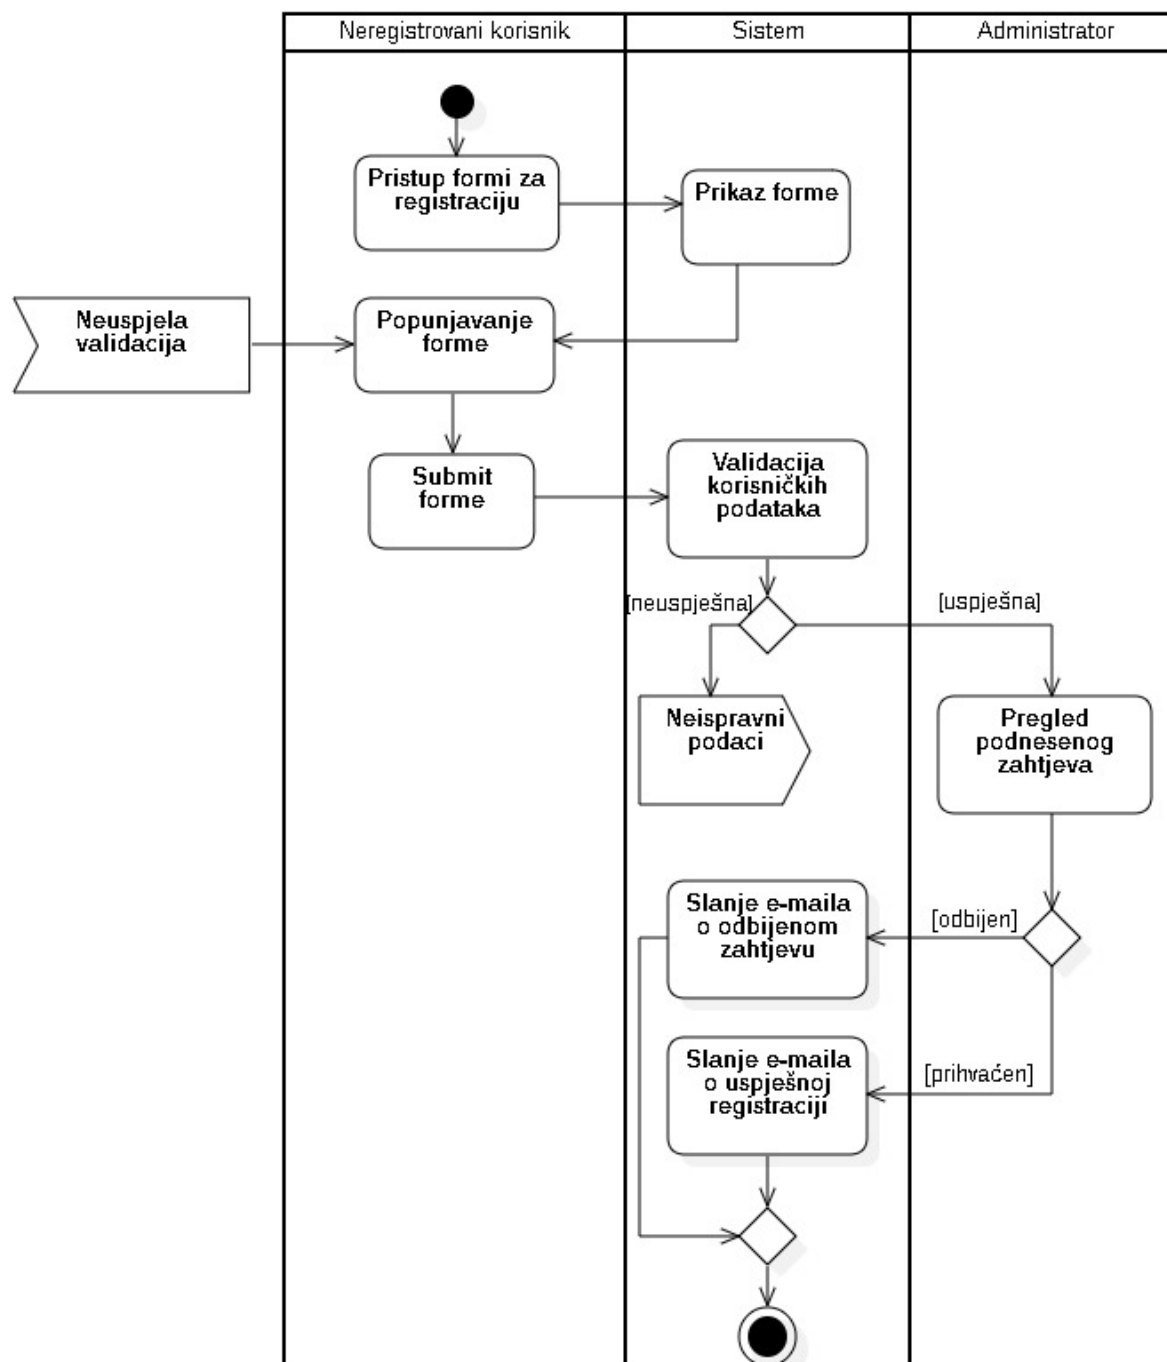 Neregistrovani korisnik
Sistem
Administrator
Pristup formi za
registraciju
Prikaz forme
Neuspjela
validacija
Popunjavanje
forme
Submit
forme
Validacija
korisničkih
podataka
[neuspješna]
[uspješna]
Neispravni
podaci
Pregled
podnesenog
zahtjeva
Slanje e-maila
o odbijenom
zahtjevu
[odbijen]
Slanje e-maila
o uspješnoj
registraciji
[prihvaćen]